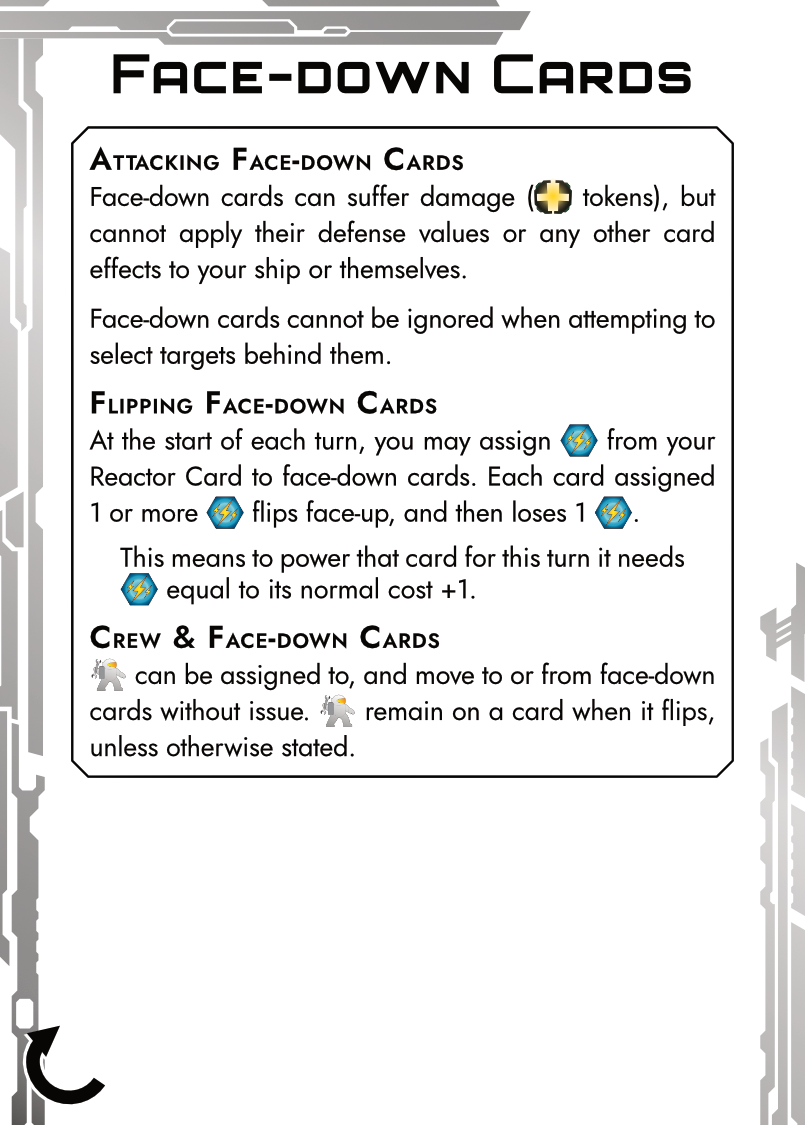 Face-down Cards
Attacking Face-down Cards
Face-down cards can suffer damage ( tokens), but
cannot apply their defense values or any other card
effects to your ship or themselves.
Face-down cards cannot be ignored when attempting to
select targets behind them.
Flipping Face-down Cards
At the start of each turn, you may assign from your
Reactor Card to face-down cards. Each card assigned
1 or more flips face-up, and then loses 1 .
This means to power that card for this turn it needs
equal to its normal cost +1.
Crew & Face-down Cards
can be assigned to, and move to or from face-down
cards without issue. remain on a card when it flips,
unless otherwise stated.